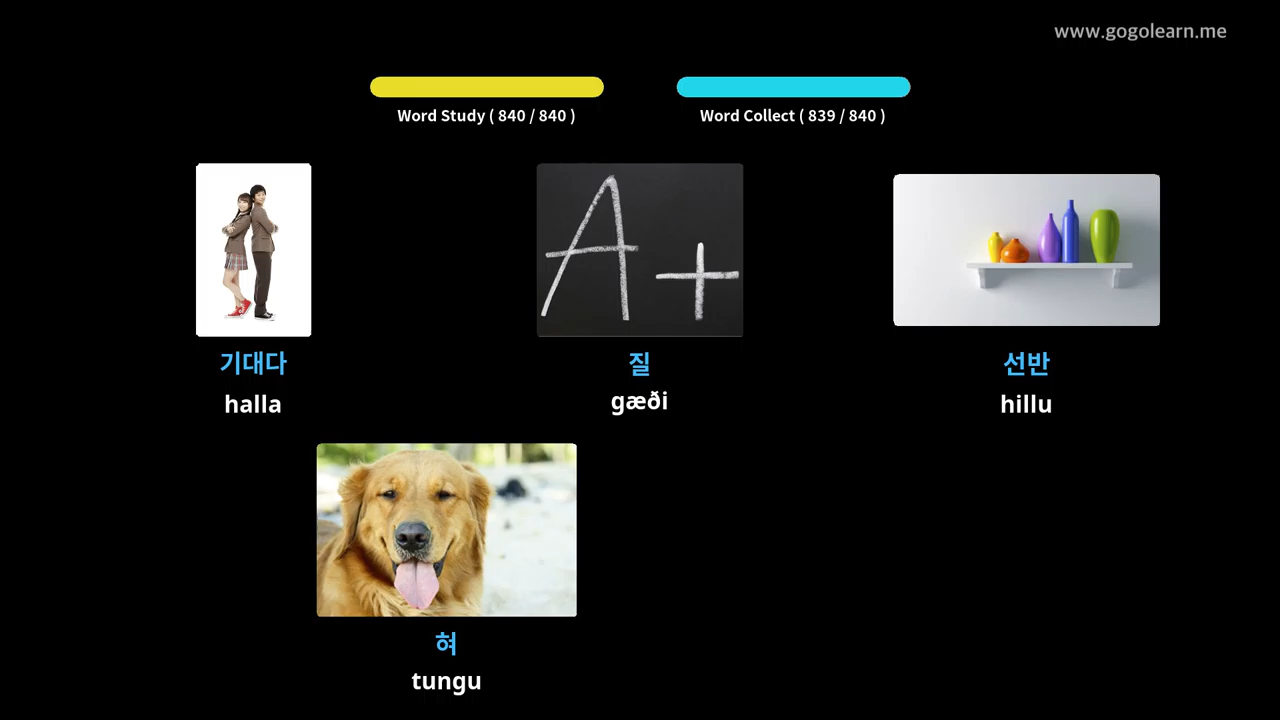 www.gogolearn.me
Word Study ( 840 / 840 )
Word Collect ( 839 / 840 )
A+
기대다
halla
질
gæði
선반
hillu
혀
tungu